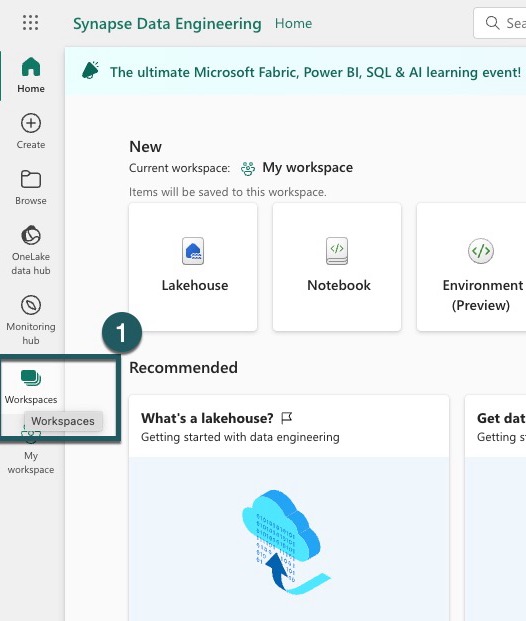 Synapse Data Engineering Home
Sea
Home
Create
Browse
OneLake
data hub
Monitoring
hub
1
Workspaces
Workspaces
My
workspace
The ultimate Microsoft Fabric, Power BI, SQL & AI learning event!
New
Current workspace: My workspace
Items will be saved to this workspace.
Lakehouse
Notebook
Environment
(Preview)
Recommended
What's a lakehouse?
Getting started with data engineering
Get dat
Getting s